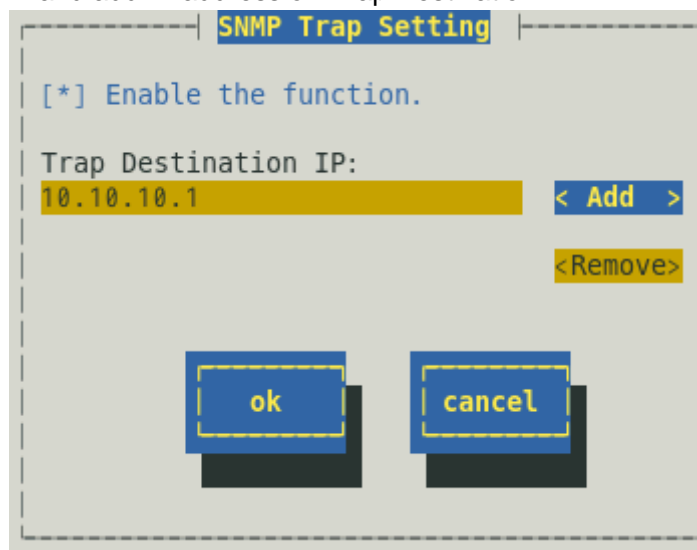 SNMP Trap Setting
[*] Enable the function.
Trap Destination IP:
10.10.10.1 < Add >
<Remove>
ok cancel